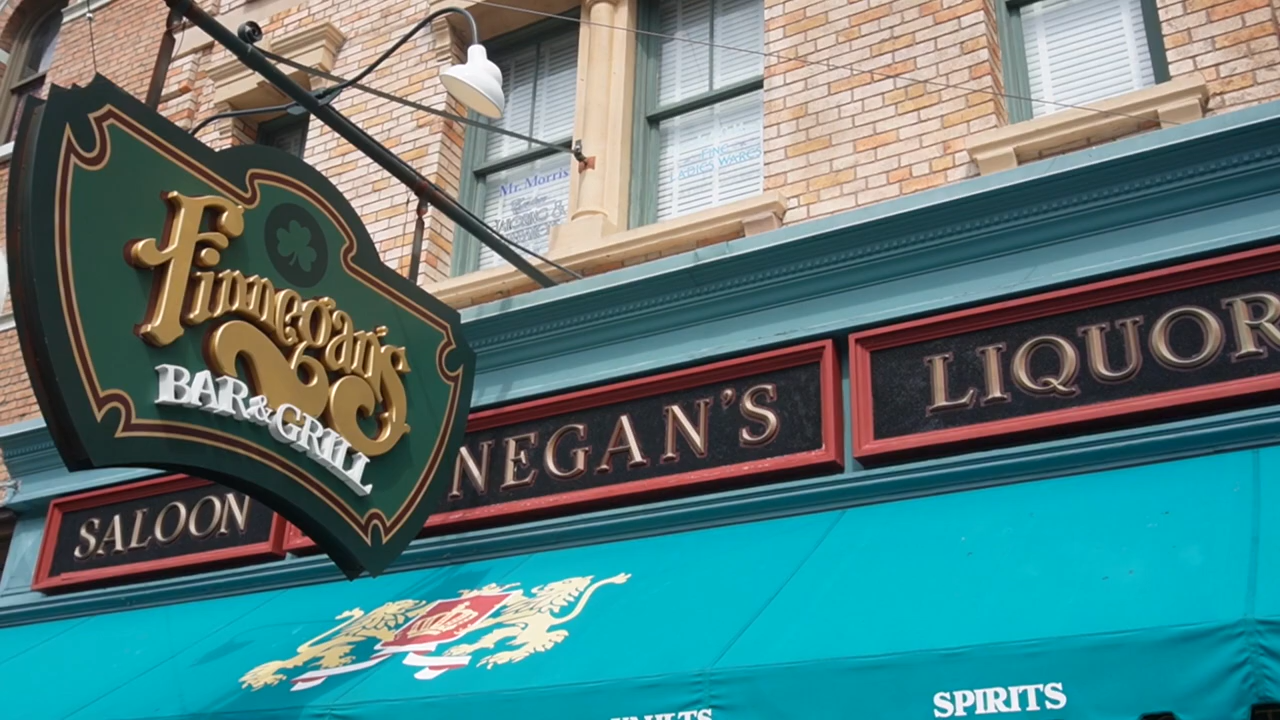 Finnegan's
BAR & GRILL
Mr. Morris
FINE
LADIES WARES
SALOON
NEGAN'S
LIQUOR
SPIRITS